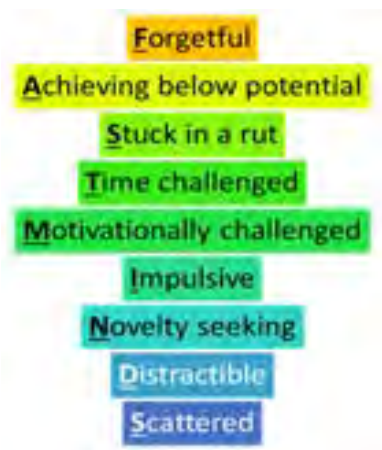 Forgetful
Achieving below potential
Stuck in a rut
Time challenged
Motivationally challenged
Impulsive
Novelty seeking
Distractible
Scattered